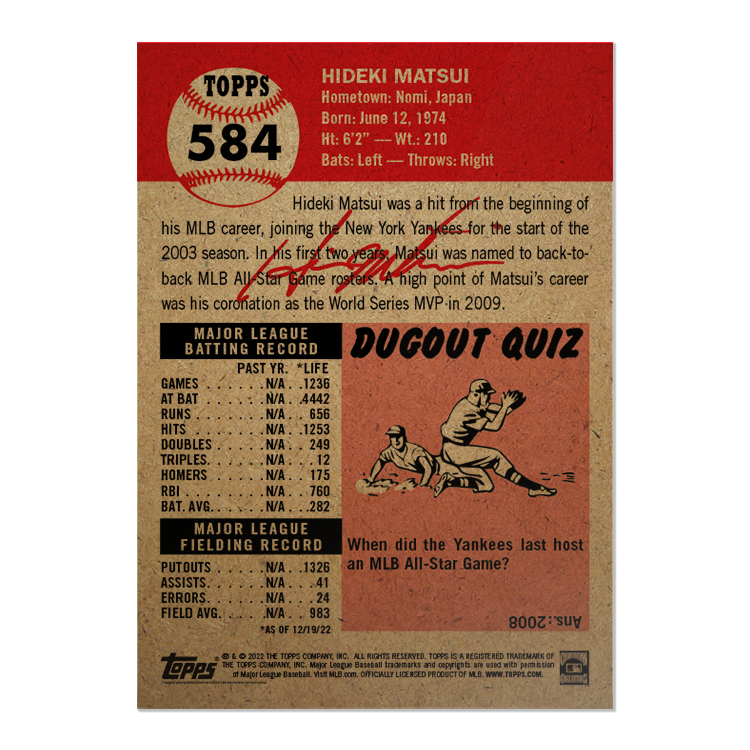 TOPPS
584
HIDEKI MATSUI
Hometown: Nomi, Japan
Born: June 12, 1974
Ht: 6'2" — Wt.: 210
Bats: Left — Throws: Right
Hideki Matsui was a hit from the beginning of
his MLB career, joining the New York Yankees for the start of the
2003 season. In his first two years, Matsui was named to back-to-
back MLB All-Star Game rosters. A high point of Matsui's career
was his coronation as the World Series MVP in 2009.
MAJOR LEAGUE
BATTING RECORD
PAST YR. *LIFE
GAMES . . . . . . N/A . .1236
AT BAT . . . . . . N/A . .4442
RUNS . . . . . . . N/A . . . 656
HITS . . . . . . . N/A . .1253
DOUBLES . . . . . N/A . . . 249
TRIPLES. . . . . . N/A . . . . 12
HOMERS . . . . . N/A . . . 175
RBI . . . . . . . . N/A . . . 760
BAT. AVG. . . . . N/A . . .282
MAJOR LEAGUE
FIELDING RECORD
PUTOUTS . . . . . N/A . .1326
ASSISTS. . . . . . N/A . . . . 41
ERRORS. . . . . . N/A . . . . 24
FIELD AVG. . . . . N/A . . . 983
*AS OF 12/19/22
DUGOUT QUIZ
When did the Yankees last host
an MLB All-Star Game?
Ans.: 2008
Topps
® & © 2022 THE TOPPS COMPANY, INC. ALL RIGHTS RESERVED. TOPPS IS A REGISTERED TRADEMARK OF
THE TOPPS COMPANY, INC. Major League Baseball trademarks and copyrights are used with permission
of Major League Baseball. Visit MLB.com. OFFICIALLY LICENSED PRODUCT OF MLB. WWW.TOPPS.COM